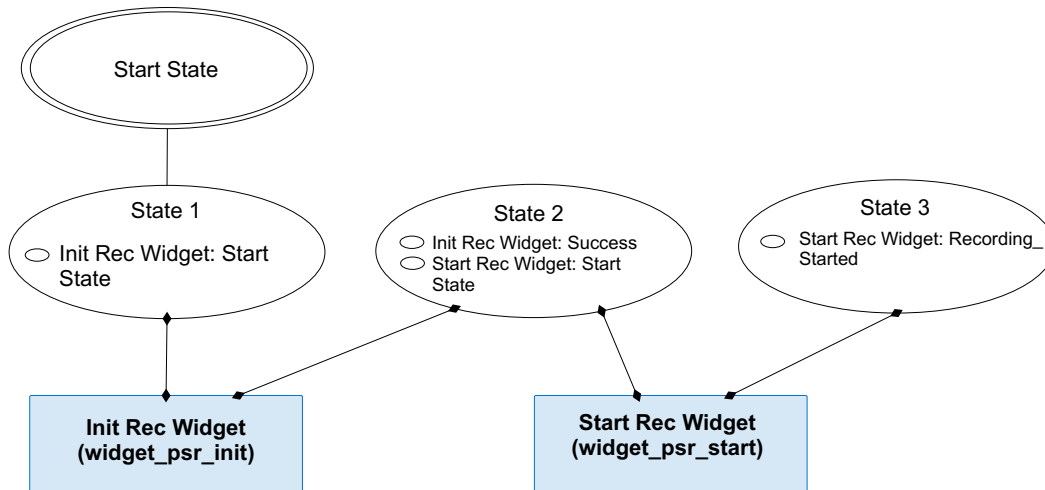 Start State
State 1
Init Rec Widget: Start
State
State 2
Init Rec Widget: Success
Start Rec Widget: Start
State
State 3
Start Rec Widget: Recording_
Started
Init Rec Widget
(widget_psr_init)
Start Rec Widget
(widget_psr_start)